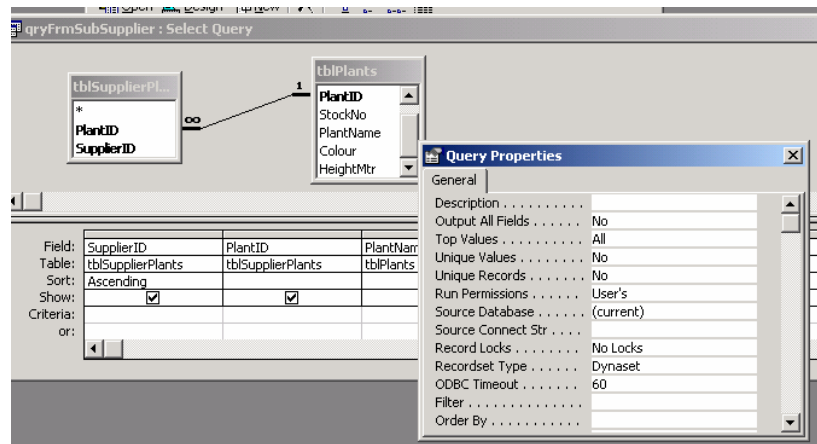 Open Design New
qryFrmSubSupplier : Select Query
tblSupplierPl...
*
PlantID
SupplierID
∞
1
tblPlants
PlantID
StockNo
PlantName
Colour
HeightMtr
Field: SupplierID PlantID
Table: tblSupplierPlants tblSupplierPlants tblPlants
Sort: Ascending
Show:
Criteria:
or:
Query Properties
General
Description . . . . . . . . . .
Output All Fields . . . . . . No
Top Values . . . . . . . . . . All
Unique Values . . . . . . . . No
Unique Records . . . . . . . No
Run Permissions . . . . . . User's
Source Database . . . . . . (current)
Source Connect Str . . . .
Record Locks . . . . . . . . No Locks
Recordset Type . . . . . . Dynaset
ODBC Timeout . . . . . . . 60
Filter . . . . . . . . . . . . . .
Order By . . . . . . . . . . .